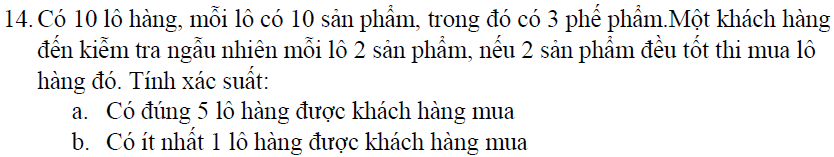 14. Có 10 lô hàng, mỗi lô có 10 sản phẩm, trong đó có 3 phế phẩm.Một khách hàng
đến kiểm tra ngẫu nhiên mỗi lô 2 sản phẩm, nếu 2 sản phẩm đều tốt thi mua lô
hàng đó. Tính xác suất:
a. Có đúng 5 lô hàng được khách hàng mua
b. Có ít nhất 1 lô hàng được khách hàng mua